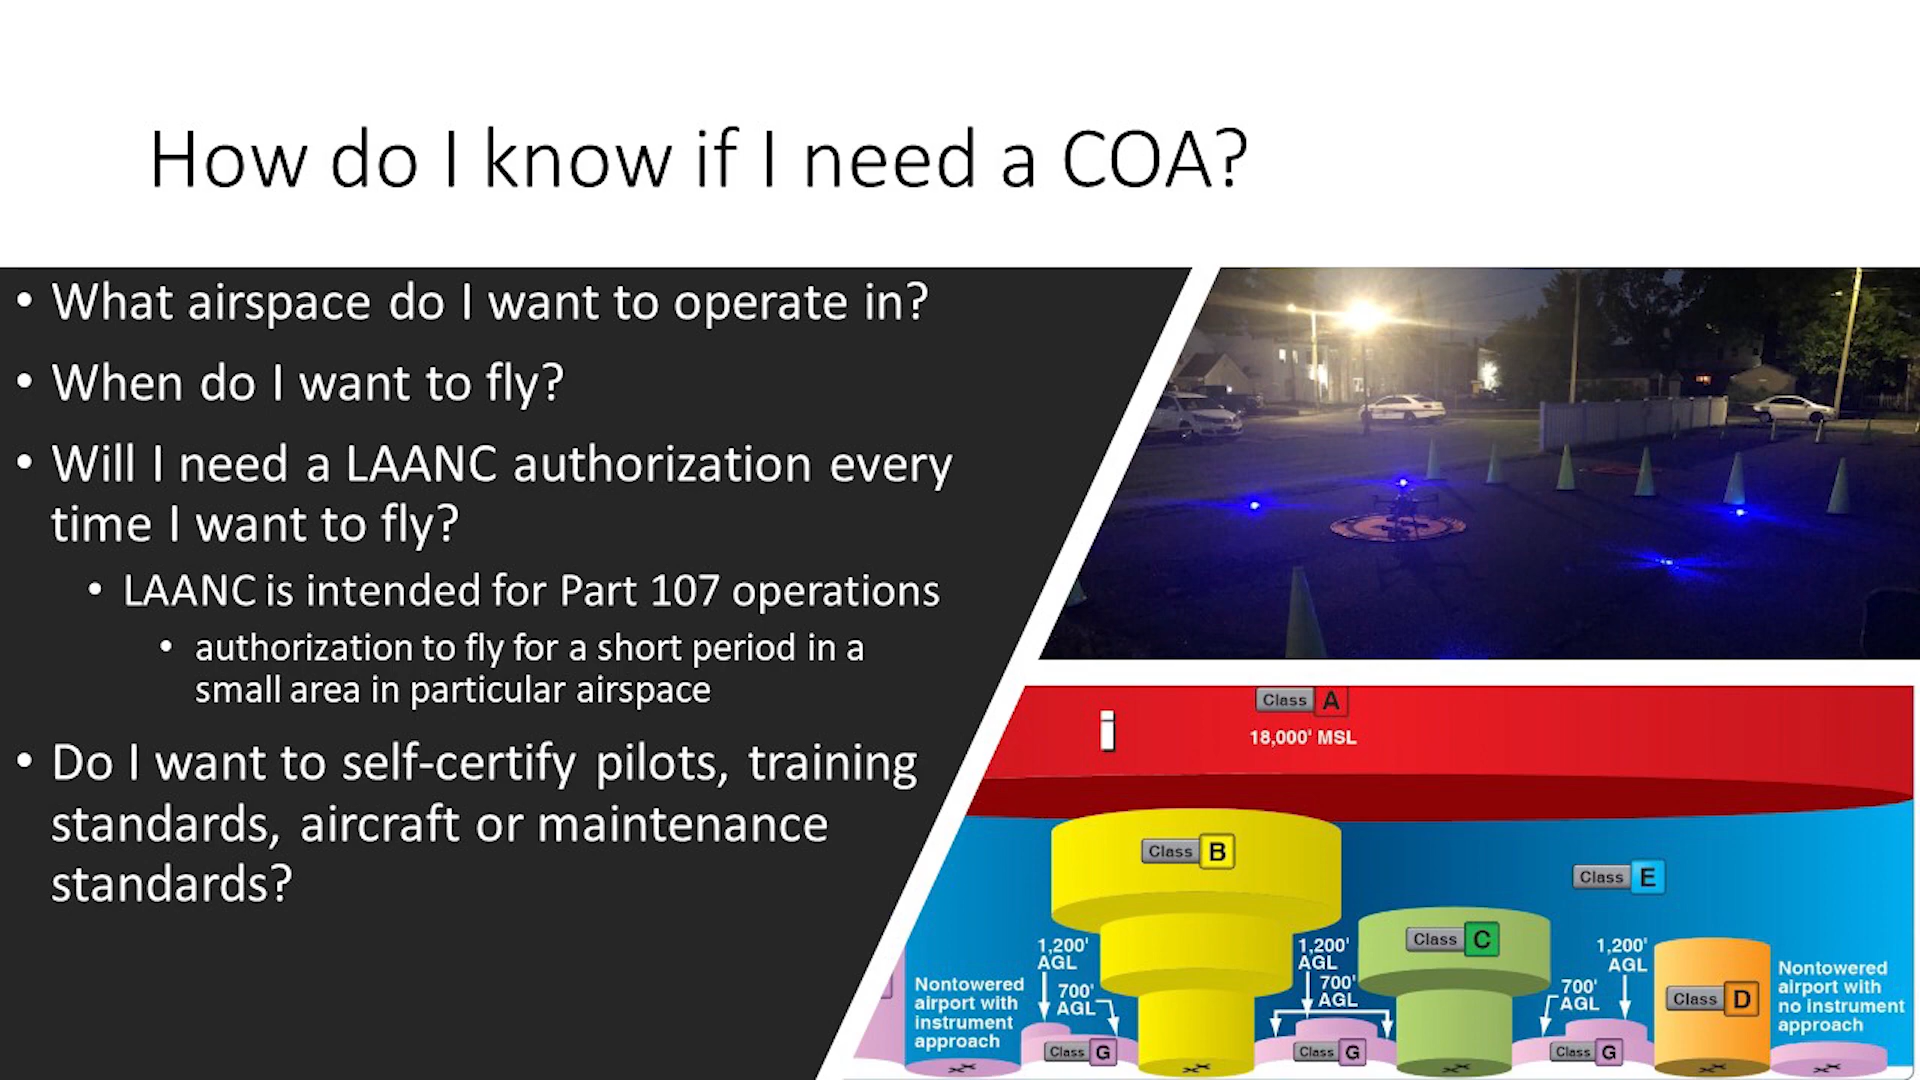 How do I know if I need a COA?
• What airspace do I want to operate in?
• When do I want to fly?
• Will I need a LAANC authorization every
time I want to fly?
• LAANC is intended for Part 107 operations
• authorization to fly for a short period in a
small area in particular airspace
• Do I want to self-certify pilots, training
standards, aircraft or maintenance
standards?
Class A
18,000' MSL
Class B
Class E
Class C
1,200'
AGL
700'
AGL
Nontowered
airport with
instrument
approach
Class G
1,200'
AGL
700'
AGL
Class G
1,200'
AGL
700'
AGL
Class G
Class D
Nontowered
airport with
no instrument
approach